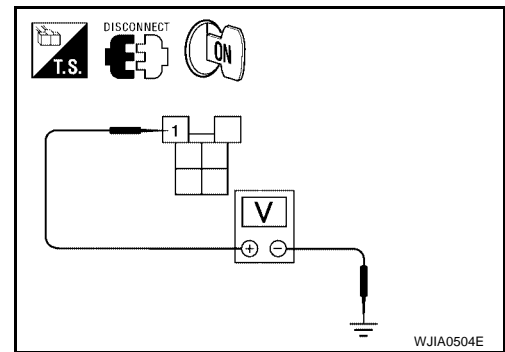 DISCONNECT
T.S.
ON
1
V
+ −
WJIA0504E